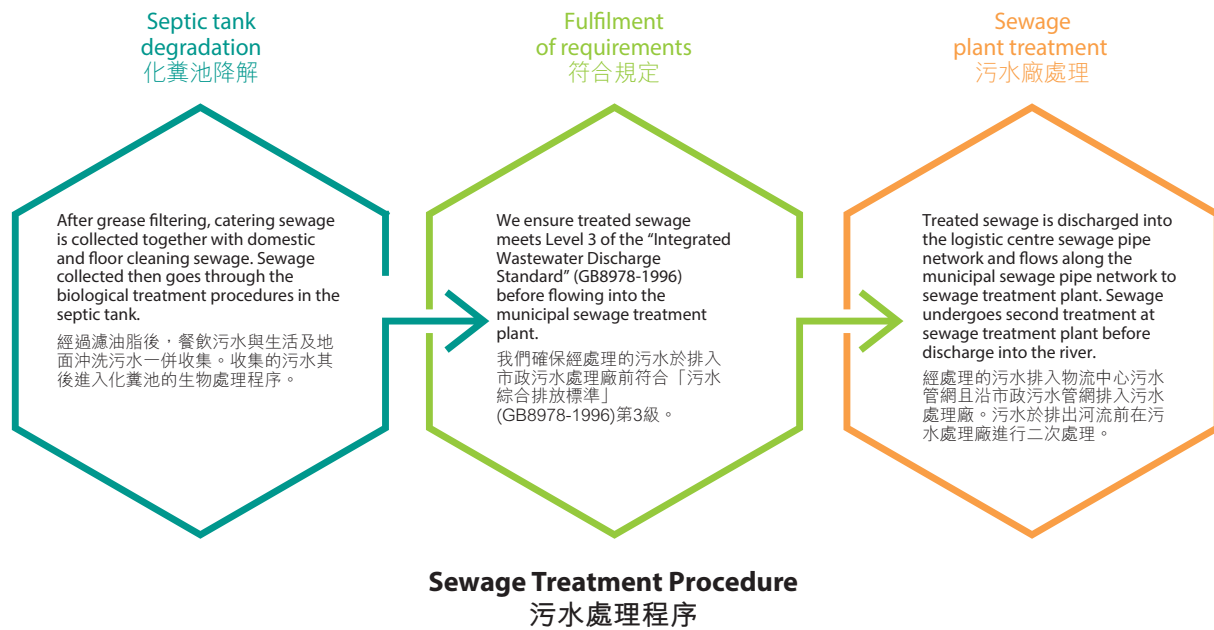 Septic tank
degradation
化糞池降解
After grease filtering, catering sewage
is collected together with domestic
and floor cleaning sewage. Sewage
collected then goes through the
biological treatment procedures in the
septic tank.
經過濾油脂後，餐飲污水與生活及地
面沖洗污水一併收集。收集的污水其
後進入化糞池的生物處理程序。
Fulfilment
of requirements
符合規定
We ensure treated sewage
meets Level 3 of the “Integrated
Wastewater Discharge
Standard” (GB8978-1996)
before flowing into the
municipal sewage treatment
plant.
我們確保經處理的污水於排入
市政污水處理廠前符合「污水
綜合排放標準」
(GB8978-1996)第3級。
Sewage
plant treatment
污水廠處理
Treated sewage is discharged into
the logistic centre sewage pipe
network and flows along the
municipal sewage pipe network to
sewage treatment plant. Sewage
undergoes second treatment at
sewage treatment plant before
discharge into the river.
經處理的污水排入物流中心污水
管網且沿市政污水管網排入污水
處理廠。污水於排出河流前在污
水處理廠進行二次處理。
Sewage Treatment Procedure
污水處理程序